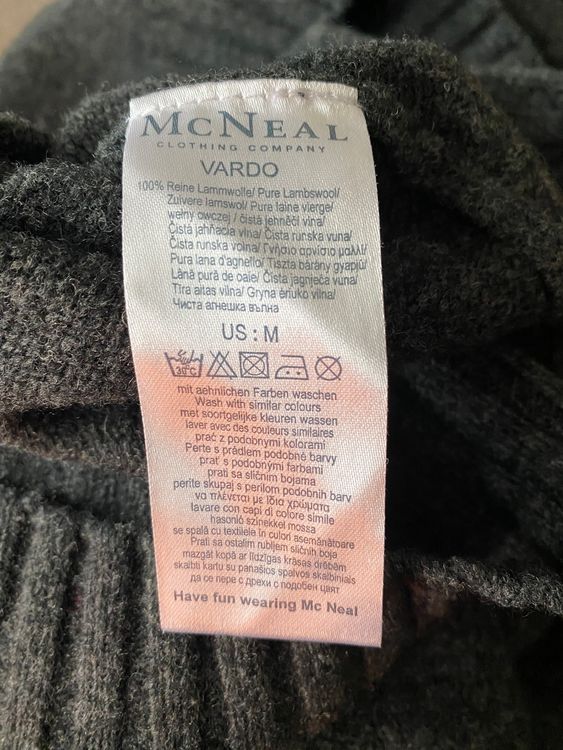 McNEAL
CLOTHING COMPANY
VARDO
100% Reine Lammwolle/ Pure Lambswool/
Zuivere lamswol/ Pure laine vierge/
wełny owczej / čistá jehněčí vlna/
Čistá jahňacia vlna/ Čista runska vuna/
Čista runska volna/ Γνήσιο αρνίσιο μαλλί/
Pura lana d'agnello/ Tiszta bárány gyapjú/
Lână pură de oaie/ Čista jagnjeća vuna/
Tīra aitas vilna/ Gryna ėriuko vilna/
Чиста агнешка вълна
US : M
30°C
mit aehnlichen Farben waschen
Wash with similar colours
met soortgelijke kleuren wassen
laver avec des couleurs similaires
prać z podobnymi kolorami
Perte s prádlem podobné barvy
prať s podobnými farbami
prati sa sličnim bojama
perite skupaj s perilom podobnih barv
να πλένεται με ίδια χρώματα
lavare con capi di colore simile
hasonló színekkel mossa
se spală cu textilele în culori asemănătoare
Prati sa ostalim rubljem sličnih boja
mazgāt kopā ar līdzīgas krāsas drēbēm
skalbti kartu su panašios spalvos skalbiniais
да се пере с дрехи с подобен цвят
Have fun wearing Mc Neal